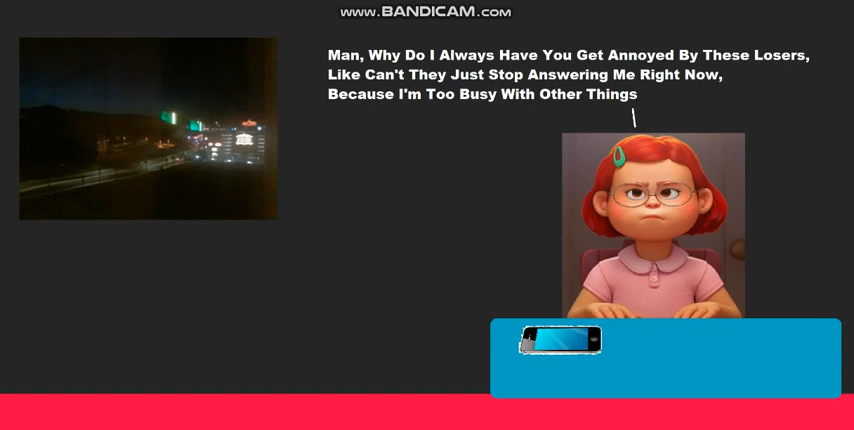 www.BANDICAM.com
Man, Why Do I Always Have You Get Annoyed By These Losers,
Like Can't They Just Stop Answering Me Right Now,
Because I'm Too Busy With Other Things